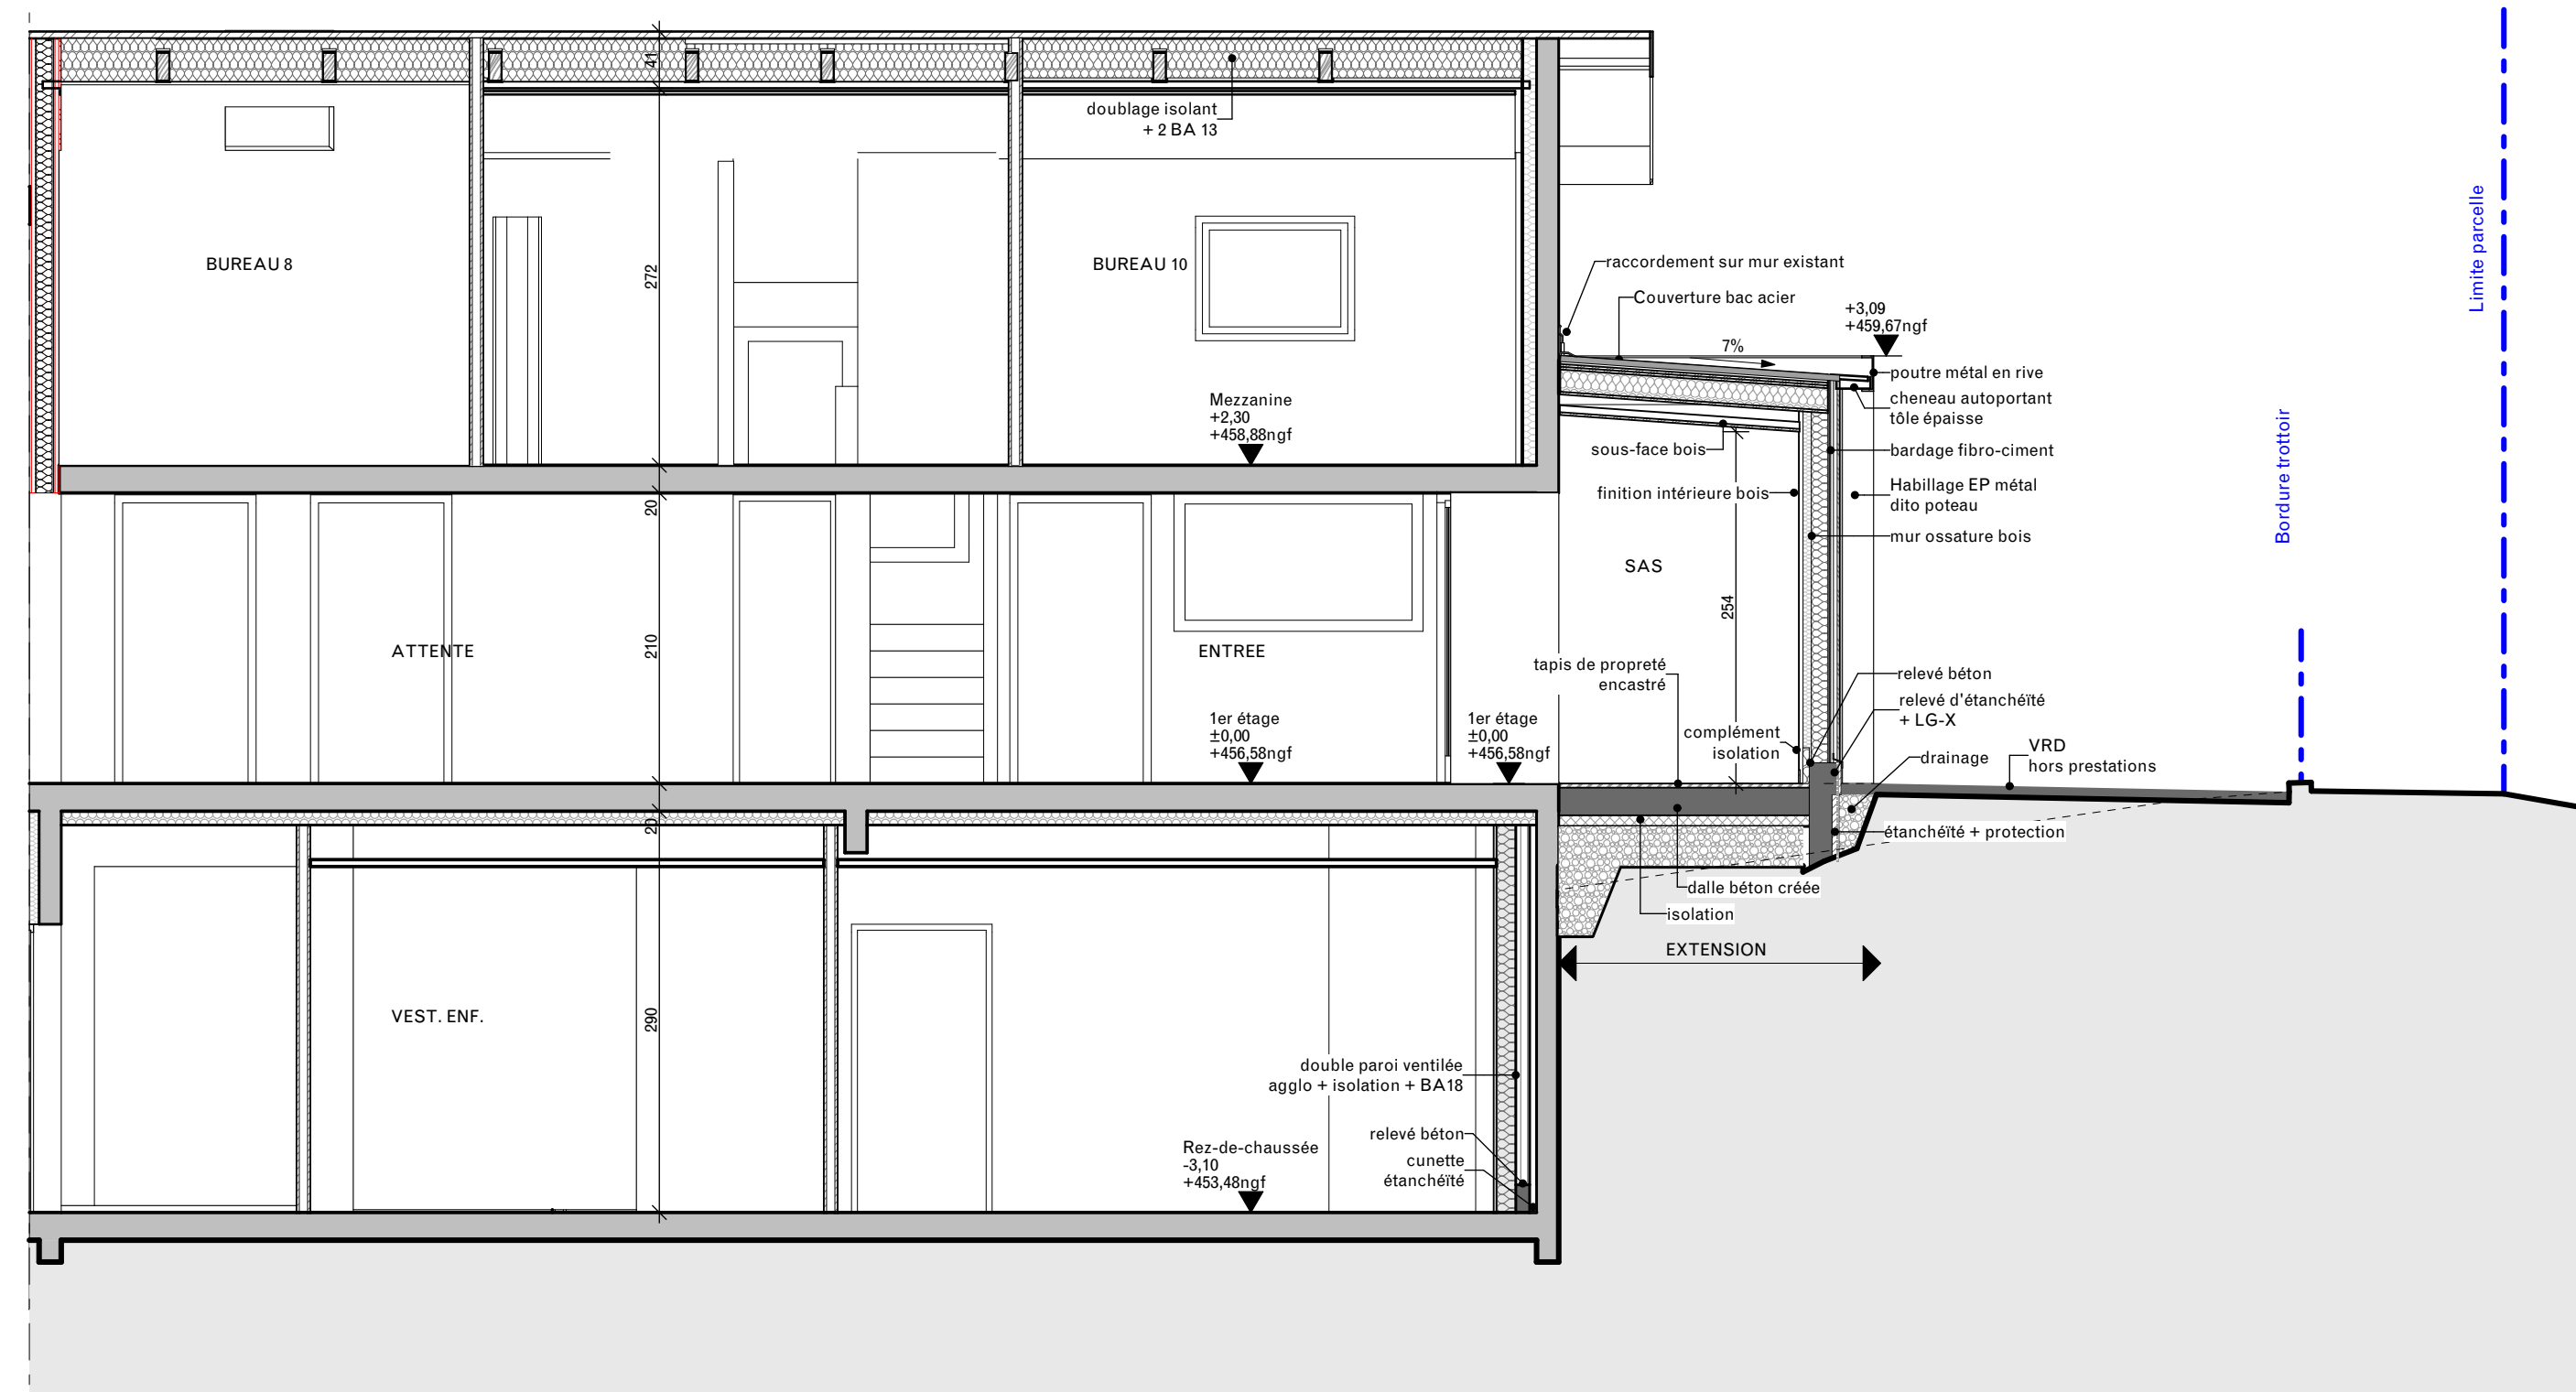 41
doublage isolant
+ 2 BA 13
Limite parcelle
BUREAU 8
272
BUREAU 10
raccordement sur mur existant
Couverture bac acier
+3,09
+459,67ngf
7%
poutre métal en rive
cheneau autoportant
tôle épaisse
Mezzanine
+2,30
+458,88ngf
sous-face bois
bardage fibro-ciment
Bordure trottoir
finition intérieure bois
Habillage EP métal
dito poteau
20
mur ossature bois
SAS
254
210
ATTENTE
ENTREE
tapis de propreté
encastré
relevé béton
relevé d'étanchéïté
+ LG-X
1er étage
±0,00
+456,58ngf
1er étage
±0,00
+456,58ngf
complément
isolation
VRD
hors prestations
drainage
20
étanchéïté + protection
dalle béton créée
isolation
EXTENSION
VEST. ENF.
290
double paroi ventilée
agglo + isolation + BA18
relevé béton
Rez-de-chaussée
-3,10
+453,48ngf
cunette
étanchéïté